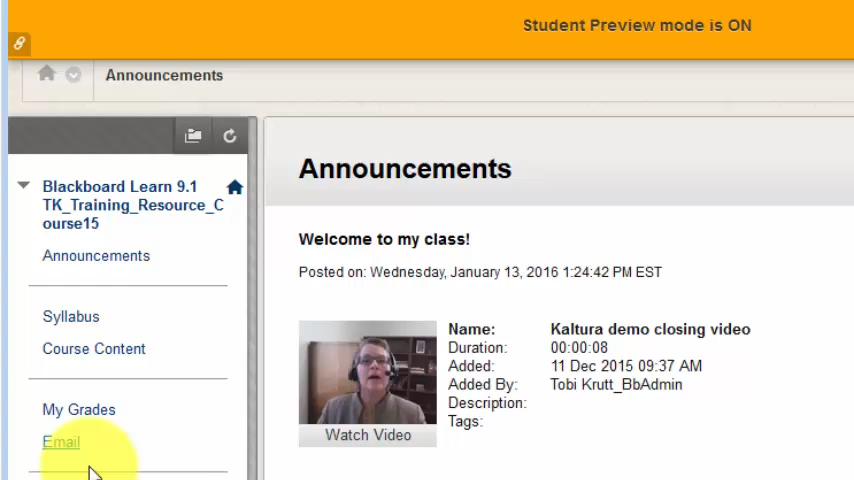 Student Preview mode is ON
Announcements
Blackboard Learn 9.1
TK_Training_Resource_C
ourse15
Announcements
Syllabus
Course Content
My Grades
Email
Announcements
Welcome to my class!
Posted on: Wednesday, January 13, 2016 1:24:42 PM EST
Name: Kaltura demo closing video
Duration: 00:00:08
Added: 11 Dec 2015 09:37 AM
Added By: Tobi Krutt_BbAdmin
Description:
Tags:
Watch Video